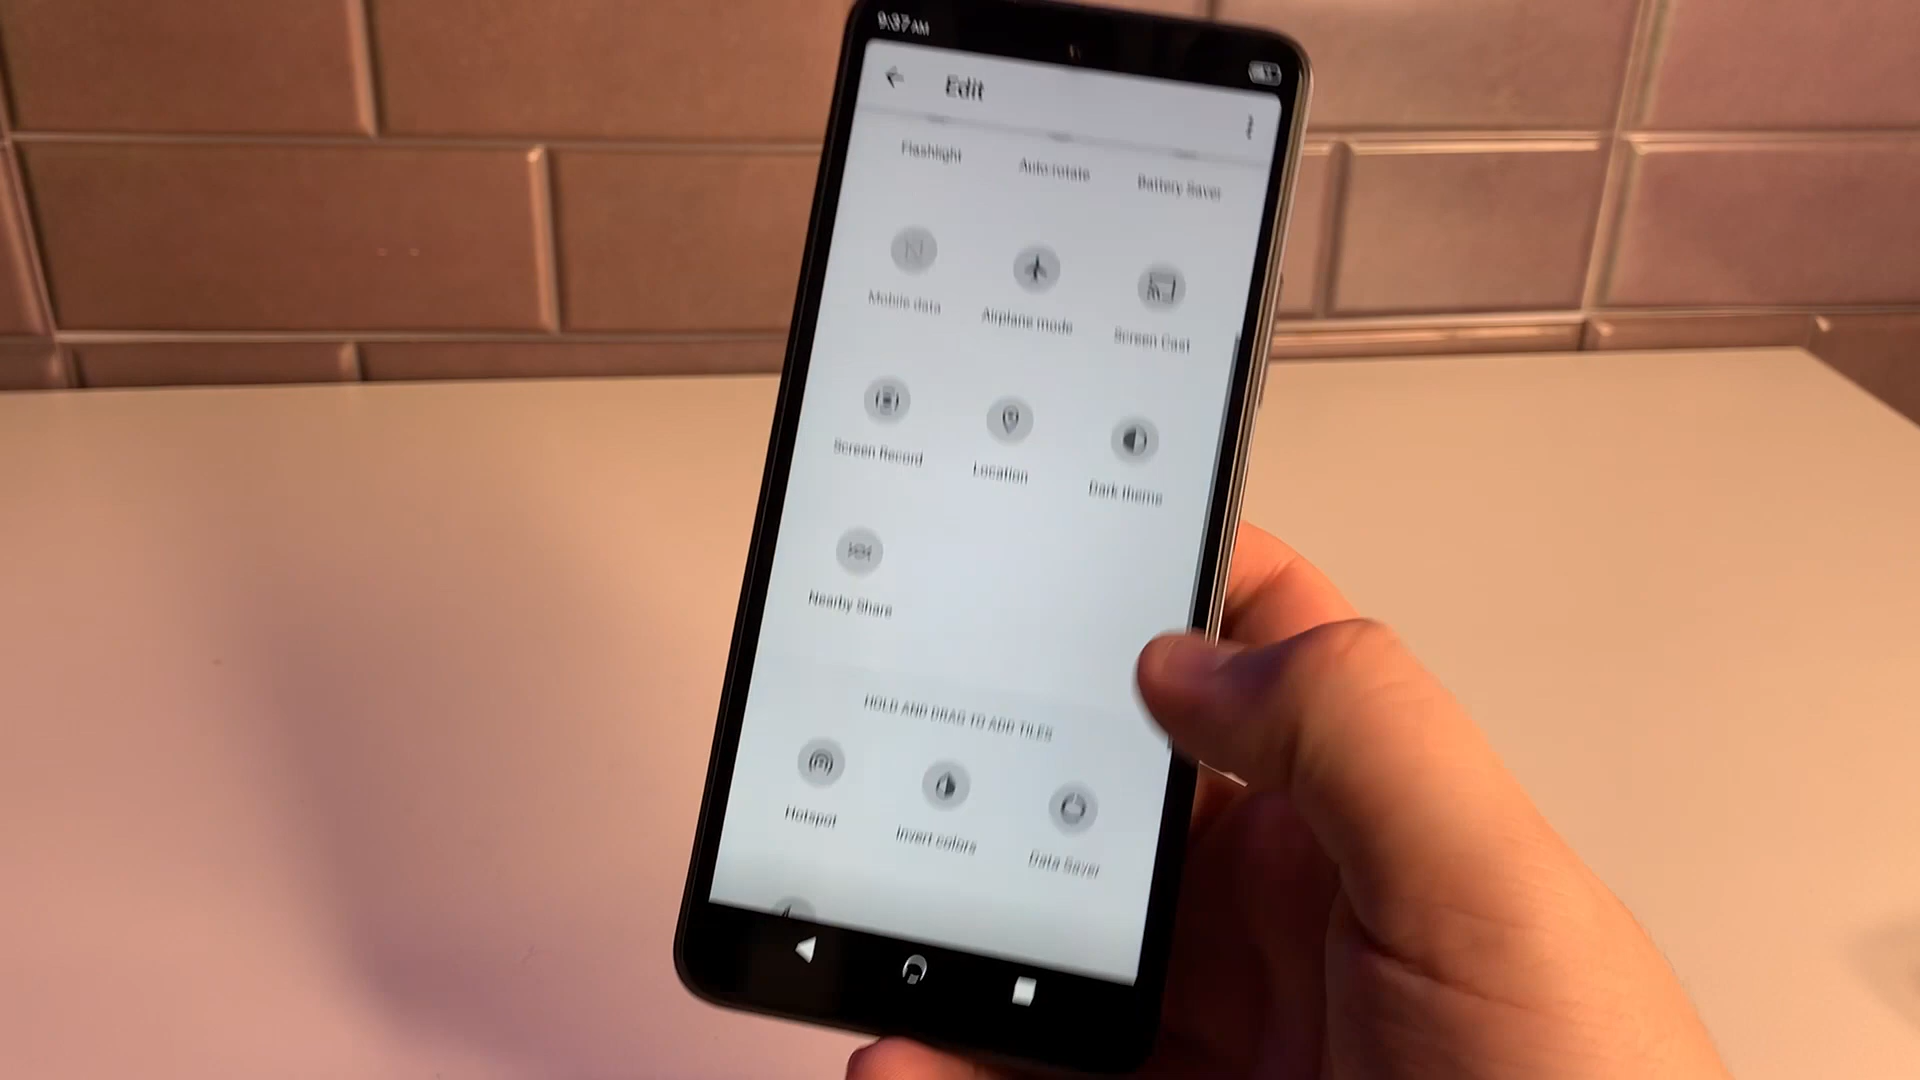 9:37 AM
Edit
Flashlight
Auto-rotate
Battery Saver
Mobile data
Airplane mode
Screen Cast
Screen Record
Location
Dark theme
Nearby Share
HOLD AND DRAG TO ADD TILES
Hotspot
Invert colors
Data Saver